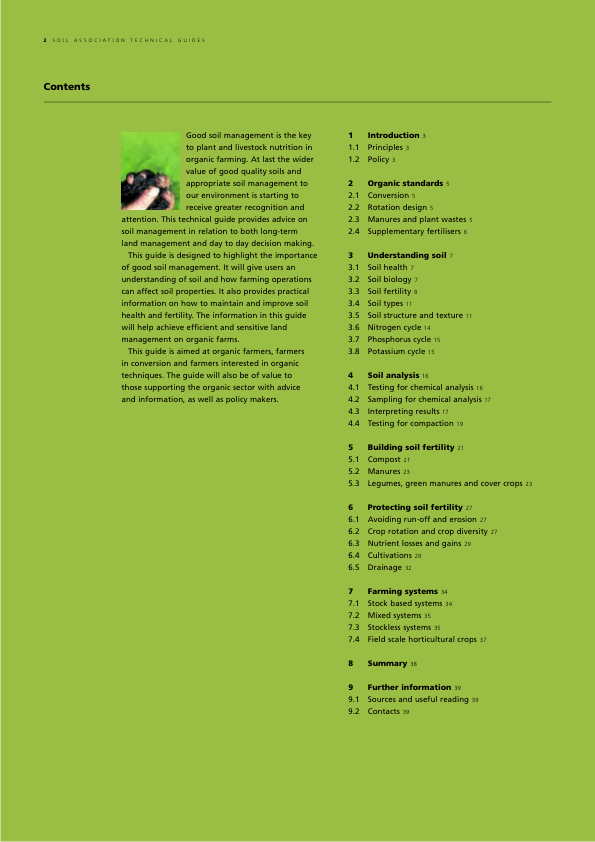 2 SOIL ASSOCIATION TECHNICAL GUIDES
Contents
Good soil management is the key
to plant and livestock nutrition in
organic farming. At last the wider
value of good quality soils and
appropriate soil management to
our environment is starting to
receive greater recognition and
attention. This technical guide provides advice on
soil management in relation to both long-term
land management and day to day decision making.
This guide is designed to highlight the importance
of good soil management. It will give users an
understanding of soil and how farming operations
can affect soil properties. It also provides practical
information on how to maintain and improve soil
health and fertility. The information in this guide
will help achieve efficient and sensitive land
management on organic farms.
This guide is aimed at organic farmers, farmers
in conversion and farmers interested in organic
techniques. The guide will also be of value to
those supporting the organic sector with advice
and information, as well as policy makers.
1 Introduction 3
1.1 Principles 3
1.2 Policy 3
2 Organic standards 5
2.1 Conversion 5
2.2 Rotation design 5
2.3 Manures and plant wastes 5
2.4 Supplementary fertilisers 6
3 Understanding soil 7
3.1 Soil health 7
3.2 Soil biology 7
3.3 Soil fertility 8
3.4 Soil types 11
3.5 Soil structure and texture 11
3.6 Nitrogen cycle 14
3.7 Phosphorus cycle 15
3.8 Potassium cycle 15
4 Soil analysis 16
4.1 Testing for chemical analysis 16
4.2 Sampling for chemical analysis 17
4.3 Interpreting results 17
4.4 Testing for compaction 19
5 Building soil fertility 21
5.1 Compost 21
5.2 Manures 23
5.3 Legumes, green manures and cover crops 23
6 Protecting soil fertility 27
6.1 Avoiding run-off and erosion 27
6.2 Crop rotation and crop diversity 27
6.3 Nutrient losses and gains 29
6.4 Cultivations 29
6.5 Drainage 32
7 Farming systems 34
7.1 Stock based systems 34
7.2 Mixed systems 35
7.3 Stockless systems 35
7.4 Field scale horticultural crops 37
8 Summary 38
9 Further information 39
9.1 Sources and useful reading 39
9.2 Contacts 39